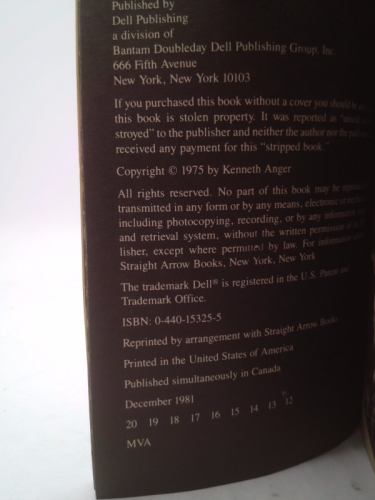 Published by
Dell Publishing
a division of
Bantam Doubleday Dell Publishing Group, Inc.
666 Fifth Avenue
New York, New York 10103
If you purchased this book without a cover you should be
this book is stolen property. It was reported as
stroyed" to the publisher and neither the author nor the
received any payment for this "stripped book."
Copyright © 1975 by Kenneth Anger
All rights reserved. No part of this book may be
transmitted in any form or by any means, electronic or
including photocopying, recording, or by any information
and retrieval system, without the written permission of the
lisher, except where permitted by law. For information
Straight Arrow Books, New York, New York
The trademark Dell® is registered in the U.S. Patent and
Trademark Office.
ISBN: 0-440-15325-5
Reprinted by arrangement with Straight Arrow Books
Printed in the United States of America
Published simultaneously in Canada
December 1981
20 19 18 17 16 15 14 13 12
MVA